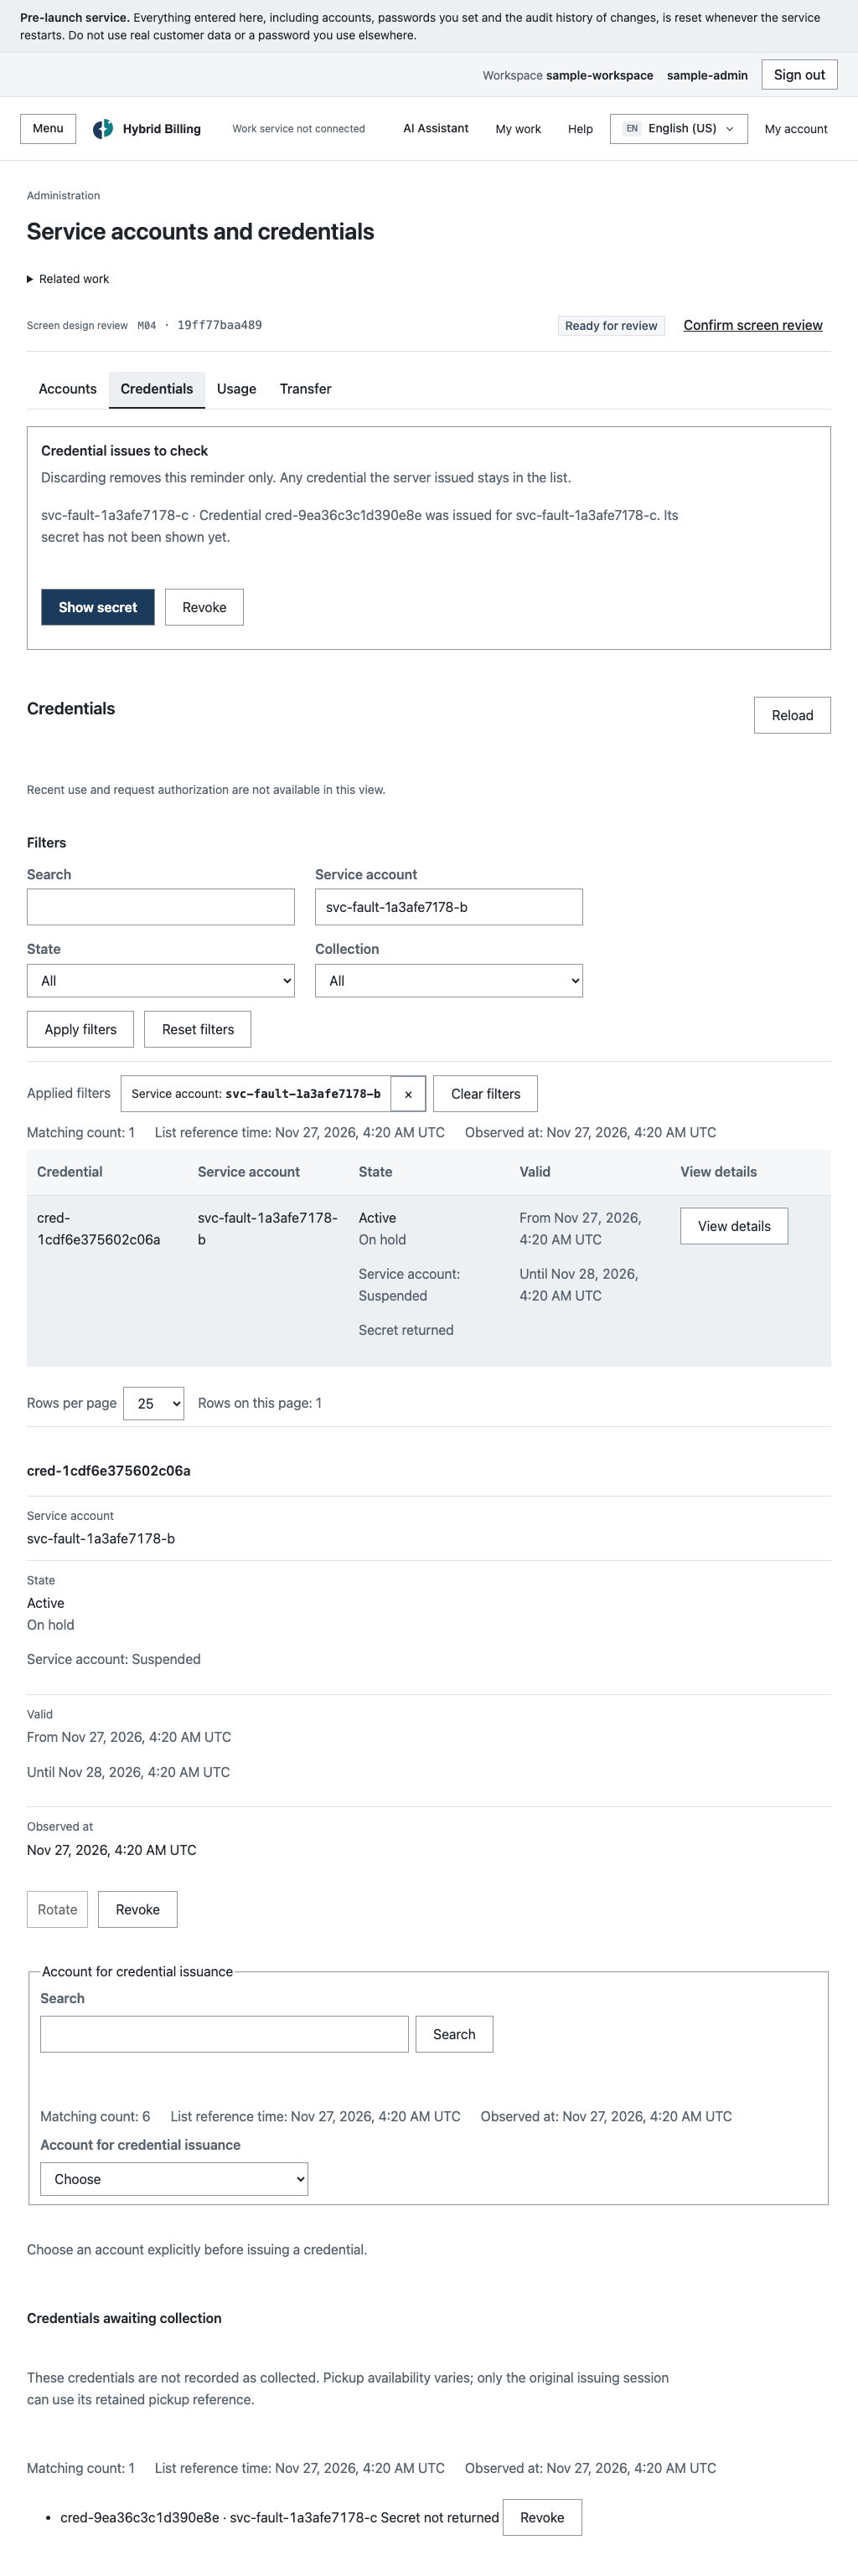 Pre-launch service. Everything entered here, including accounts, passwords you set and the audit history of changes, is reset whenever the service
restarts. Do not use real customer data or a password you use elsewhere.
Workspace sample-workspace sample-admin Sign out
Menu Hybrid Billing Work service not connected AI Assistant My work Help EN English (US) My account
Administration
Service accounts and credentials
Related work
Screen design review M04 · 19ff77baa489 Ready for review Confirm screen review
Accounts Credentials Usage Transfer
Credential issues to check
Discarding removes this reminder only. Any credential the server issued stays in the list.
svc-fault-1a3afe7178-c · Credential cred-9ea36c3c1d390e8e was issued for svc-fault-1a3afe7178-c. Its
secret has not been shown yet.
Show secret Revoke
Credentials Reload
Recent use and request authorization are not available in this view.
Filters
Search Service account
svc-fault-1a3afe7178-b
State Collection
All All
Apply filters Reset filters
Applied filters Service account: svc-fault-1a3afe7178-b × Clear filters
Matching count: 1 List reference time: Nov 27, 2026, 4:20 AM UTC Observed at: Nov 27, 2026, 4:20 AM UTC
Credential Service account State Valid View details
cred- svc-fault-1a3afe7178- Active From Nov 27, 2026, View details
1cdf6e375602c06a b On hold 4:20 AM UTC
Service account: Until Nov 28, 2026,
Suspended 4:20 AM UTC
Secret returned
Rows per page 25 Rows on this page: 1
cred-1cdf6e375602c06a
Service account
svc-fault-1a3afe7178-b
State
Active
On hold
Service account: Suspended
Valid
From Nov 27, 2026, 4:20 AM UTC
Until Nov 28, 2026, 4:20 AM UTC
Observed at
Nov 27, 2026, 4:20 AM UTC
Rotate Revoke
Account for credential issuance
Search
Search
Matching count: 6 List reference time: Nov 27, 2026, 4:20 AM UTC Observed at: Nov 27, 2026, 4:20 AM UTC
Account for credential issuance
Choose
Choose an account explicitly before issuing a credential.
Credentials awaiting collection
These credentials are not recorded as collected. Pickup availability varies; only the original issuing session
can use its retained pickup reference.
Matching count: 1 List reference time: Nov 27, 2026, 4:20 AM UTC Observed at: Nov 27, 2026, 4:20 AM UTC
• cred-9ea36c3c1d390e8e · svc-fault-1a3afe7178-c Secret not returned Revoke